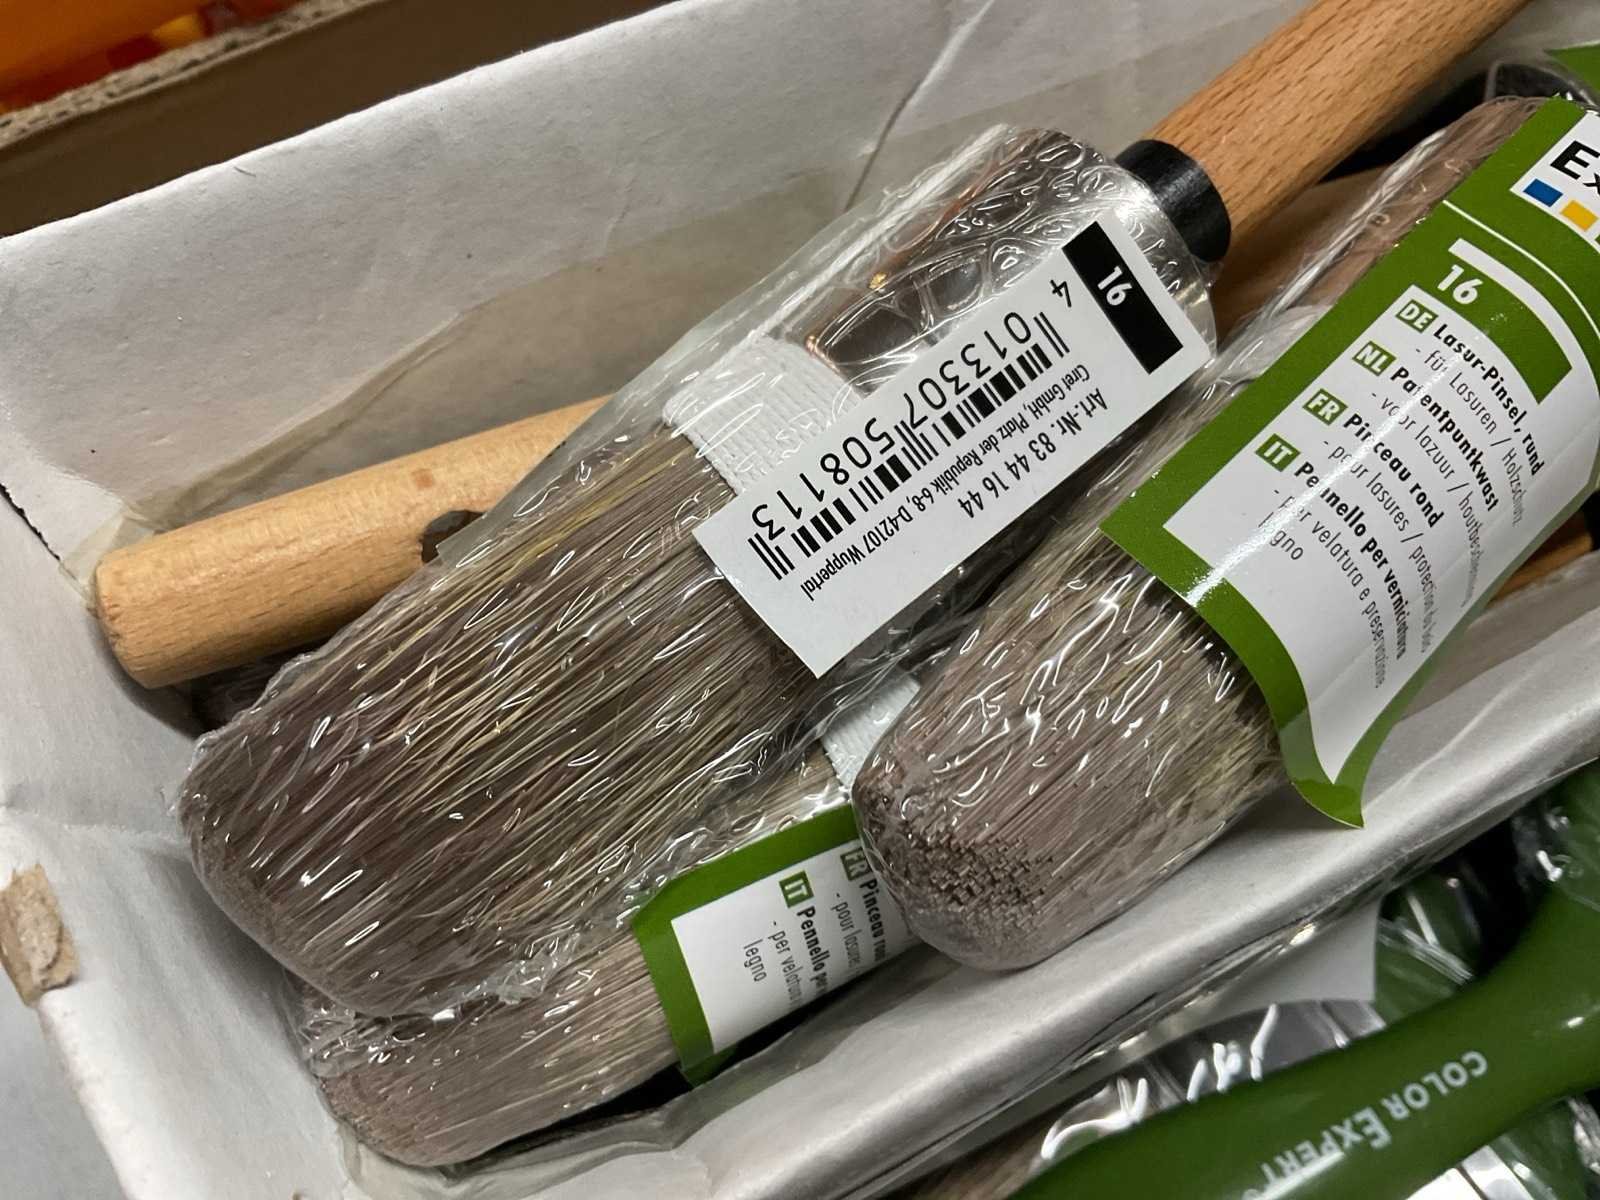 16
4 013307 508113
Gref GmbH, Platz der Republik 6-8, D-42107 Wuppertal
Art.-Nr. 83 44 16 44
Ex
16
DE Lasur-Pinsel, rund
- für Lasuren / Holzschutz
NL Patentpuntkwast
- voor lazuur / houtbescherming
FR Pinceau rond
- pour lasures / protection du bois
IT Pennello per verniciatura
- per velatura e preservazione
legno
FR Pinceau ron
- pour lasures
IT Pennello per
- per velatura
legno
COLOR EXPERT